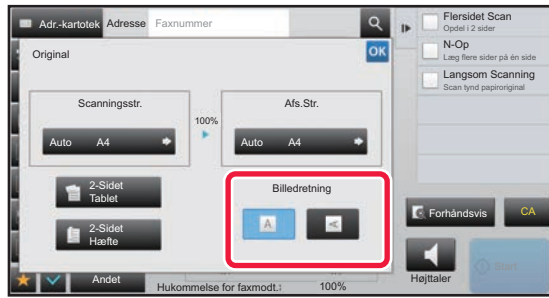 Adr.-kartotek Adresse Faxnummer
Original
OK
Scanningsstr.
Auto A4
100%
Afs.Str.
Auto A4
2-Sidet
Tablet
2-Sidet
Hæfte
Billedretning
A
A
Andet
Hukommelse for faxmodt.: 100%
Flersidet Scan
Opdel i 2 sider
N-Op
Læg flere sider på én side
Langsom Scanning
Scan tynd papiroriginal
Forhåndsvis
CA
Højttaler
Start